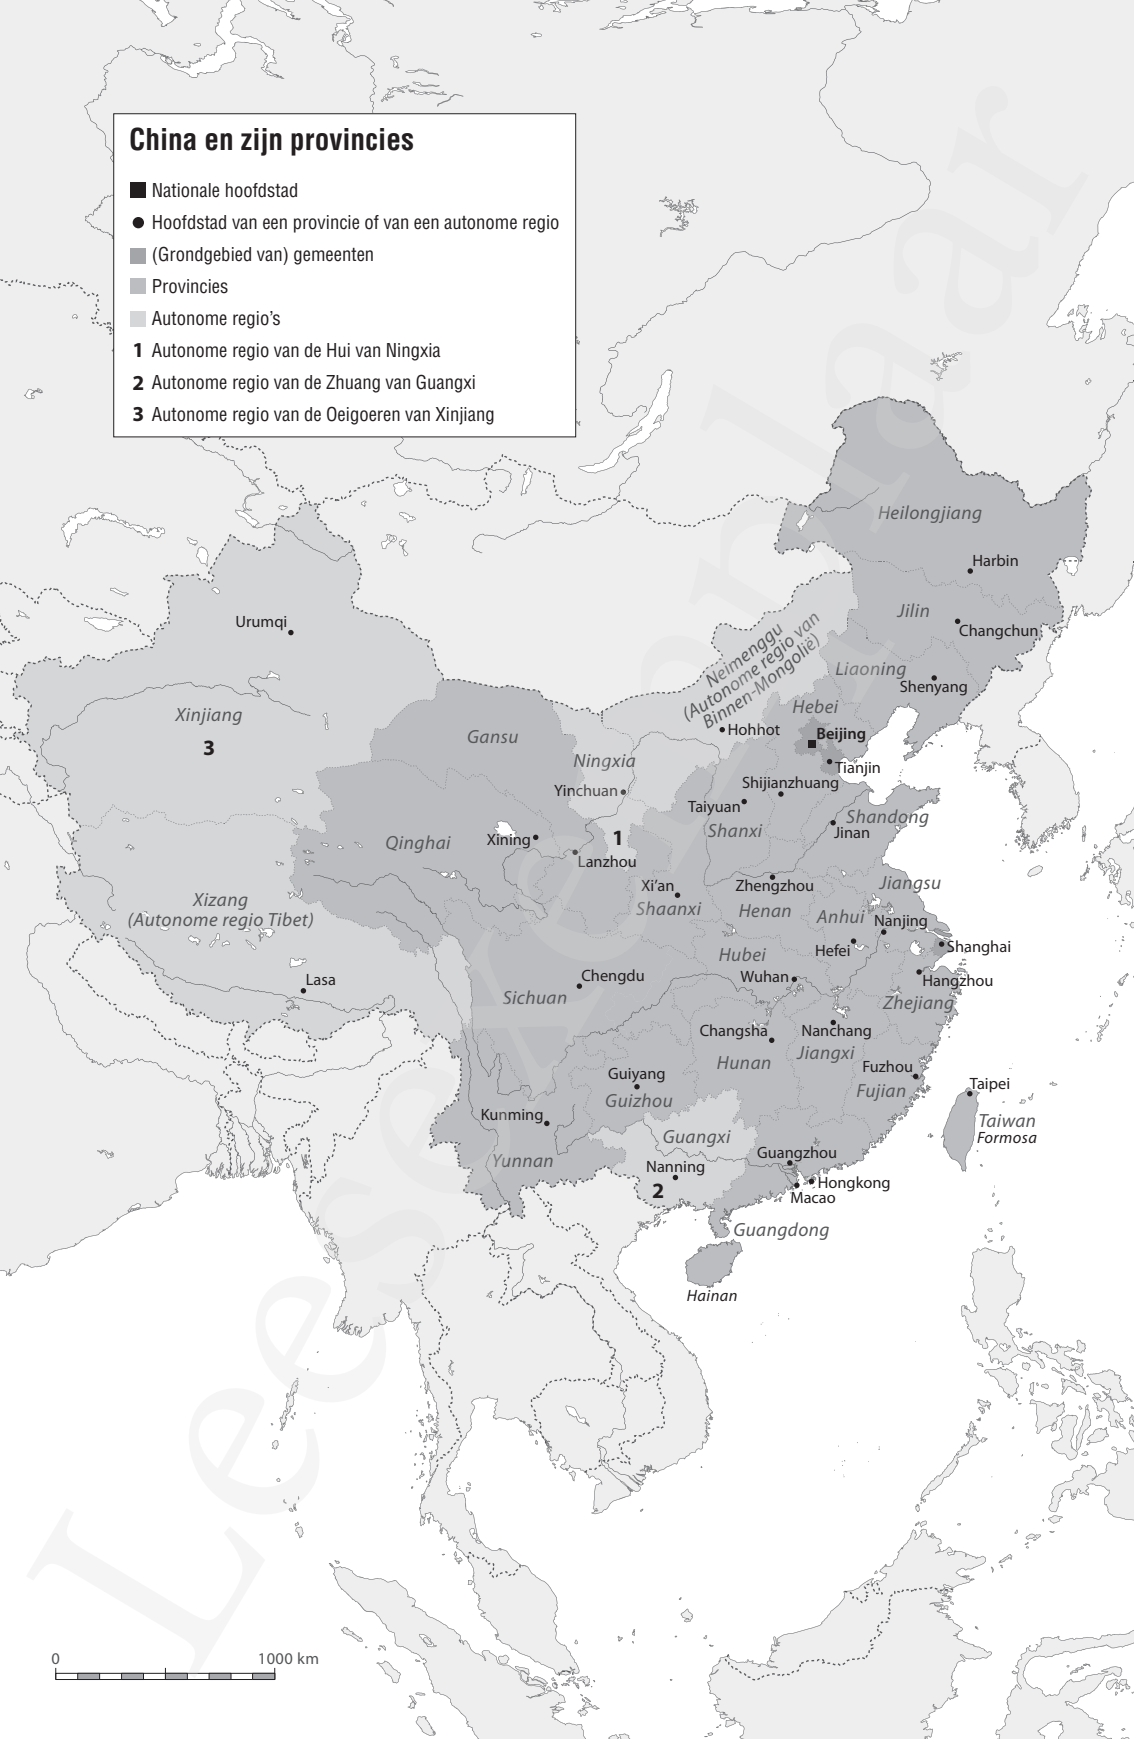 China en zijn provincies
Nationale hoofdstad
Hoofdstad van een provincie of van een autonome regio
(Grondgebied van) gemeenten
Provincies
Autonome regio's
1 Autonome regio van de Hui van Ningxia
2 Autonome regio van de Zhuang van Guangxi
3 Autonome regio van de Oeigoeren van Xinjiang
Heilongjiang
Harbin
Jilin
Changchun
Urumqi
Neimenggu
(Autonome regio van
Binnen-Mongolië)
Liaoning
Shenyang
Xinjiang
3
Hebei
Gansu
Hohhot
Beijing
Ningxia
Tianjin
Yinchuan
Shijianzhuang
Taiyuan
Shandong
Shanxi
Jinan
Qinghai
Xining
1
Lanzhou
Xi'an
Zhengzhou
Jiangsu
Xizang
(Autonome regio Tibet)
Shaanxi
Henan
Anhui
Nanjing
Hefei
Shanghai
Hubei
Lasa
Chengdu
Wuhan
Hangzhou
Sichuan
Zhejiang
Changsha
Nanchang
Jiangxi
Hunan
Guiyang
Fuzhou
Guizhou
Fujian
Taipei
Kunming
Taiwan
Formosa
Guangxi
Yunnan
Guangzhou
Nanning
2
Hongkong
Macao
Guangdong
Hainan
0 1000 km
Leesexemplaar